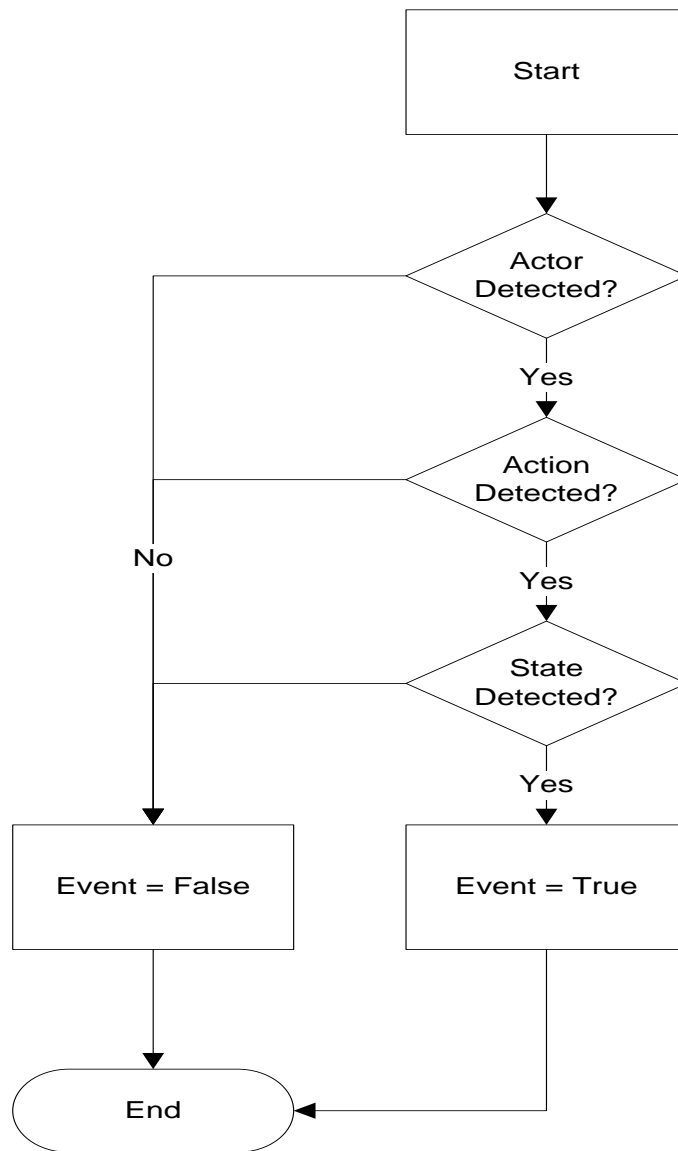 Start
Actor
Detected?
Yes
Action
Detected?
No
Yes
State
Detected?
Yes
Event = False
Event = True
End